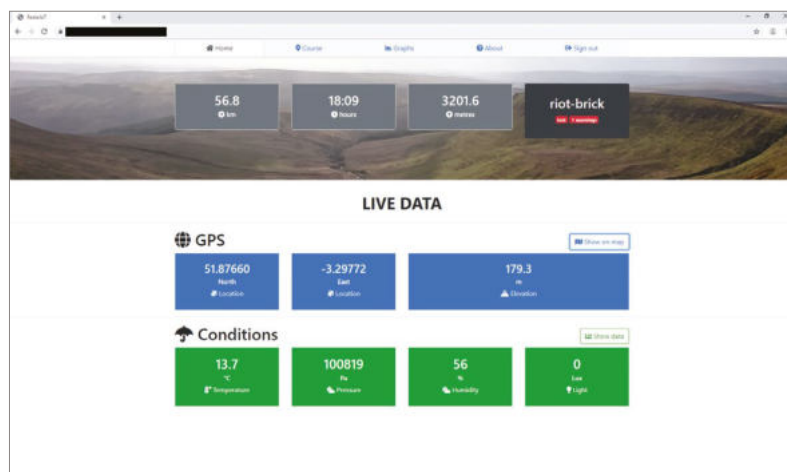 Home Course Graphs About Sign out
56.8
km
18:09
hours
3201.6
metres
riot-brick
LIVE DATA
GPS
Show on map
51.87660
North
Location
-3.29772
East
Location
179.3
m
Elevation
Conditions
Show data
13.7
°C
Temperature
100819
Pa
Pressure
56
%
Humidity
0
Lux
Light